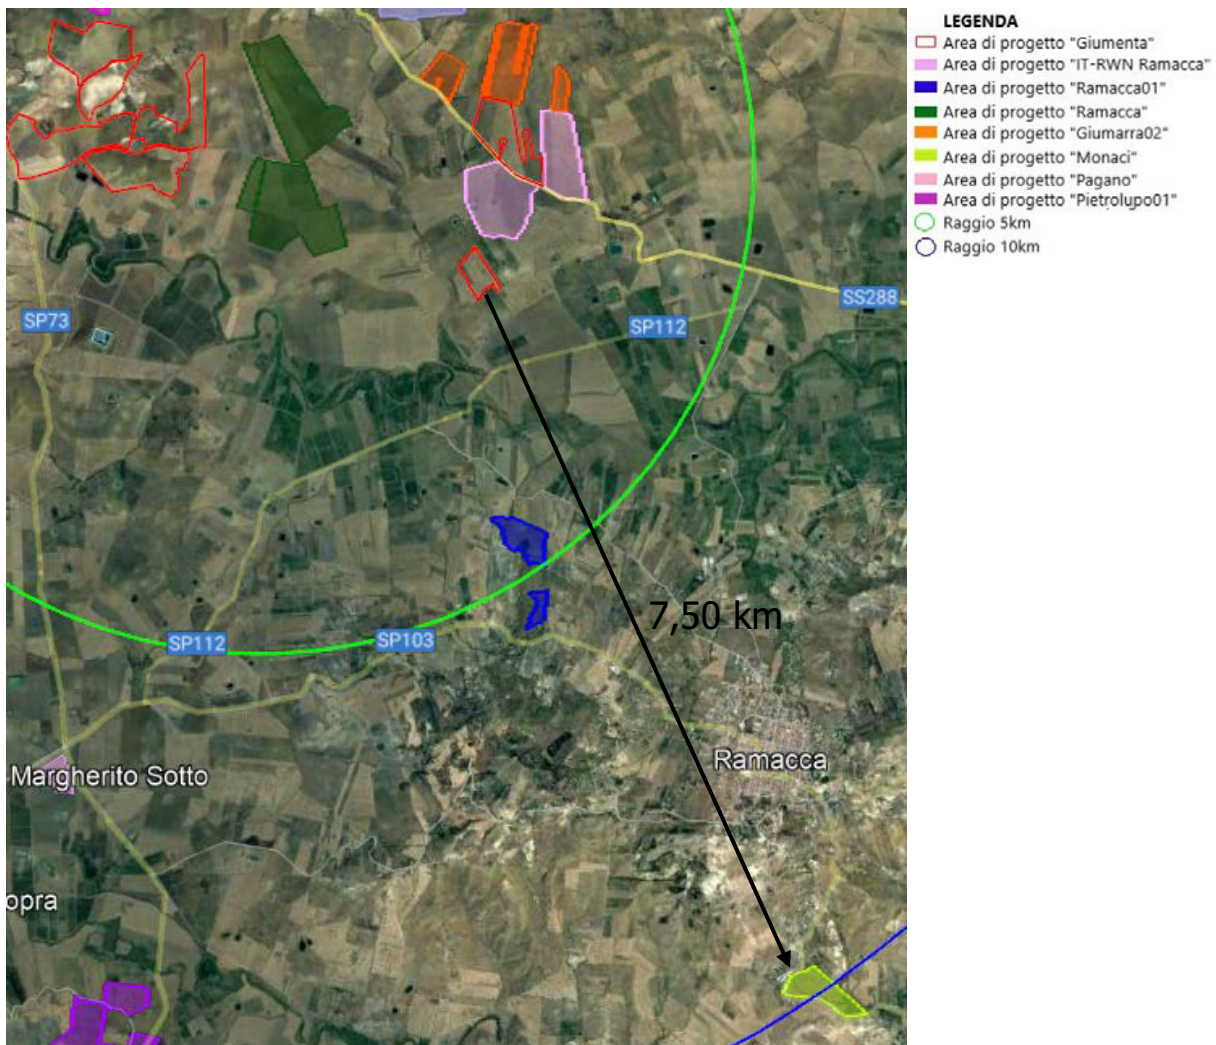 LEGENDA
Area di progetto "Giumenta"
Area di progetto "IT-RWN Ramacca"
Area di progetto "Ramacca01"
Area di progetto "Ramacca"
Area di progetto "Giumarra02"
Area di progetto "Monaci"
Area di progetto "Pagano"
Area di progetto "Pietrolupo01"
Raggio 5km
Raggio 10km
SS288
SP73
SP112
7,50 km
SP112
SP103
Ramacca
Margherito Sotto
opra